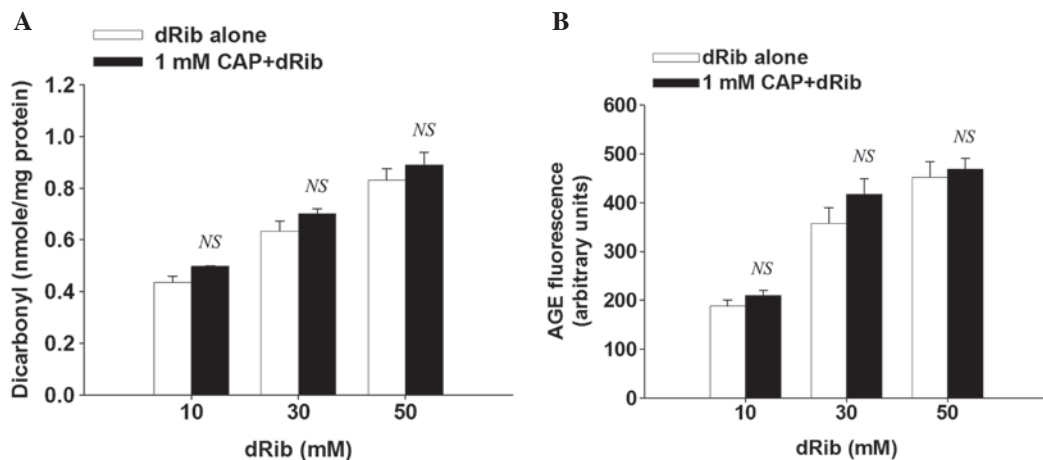 A
dRib alone
1 mM CAP+dRib
Dicarbonyl (nmole/mg protein)
1.2
1.0
0.8
0.6
0.4
0.2
0.0
NS
NS
NS
10 30 50
dRib (mM)
B
dRib alone
1 mM CAP+dRib
AGE fluorescence
(arbitrary units)
600
500
400
300
200
100
0
NS
NS
NS
10 30 50
dRib (mM)